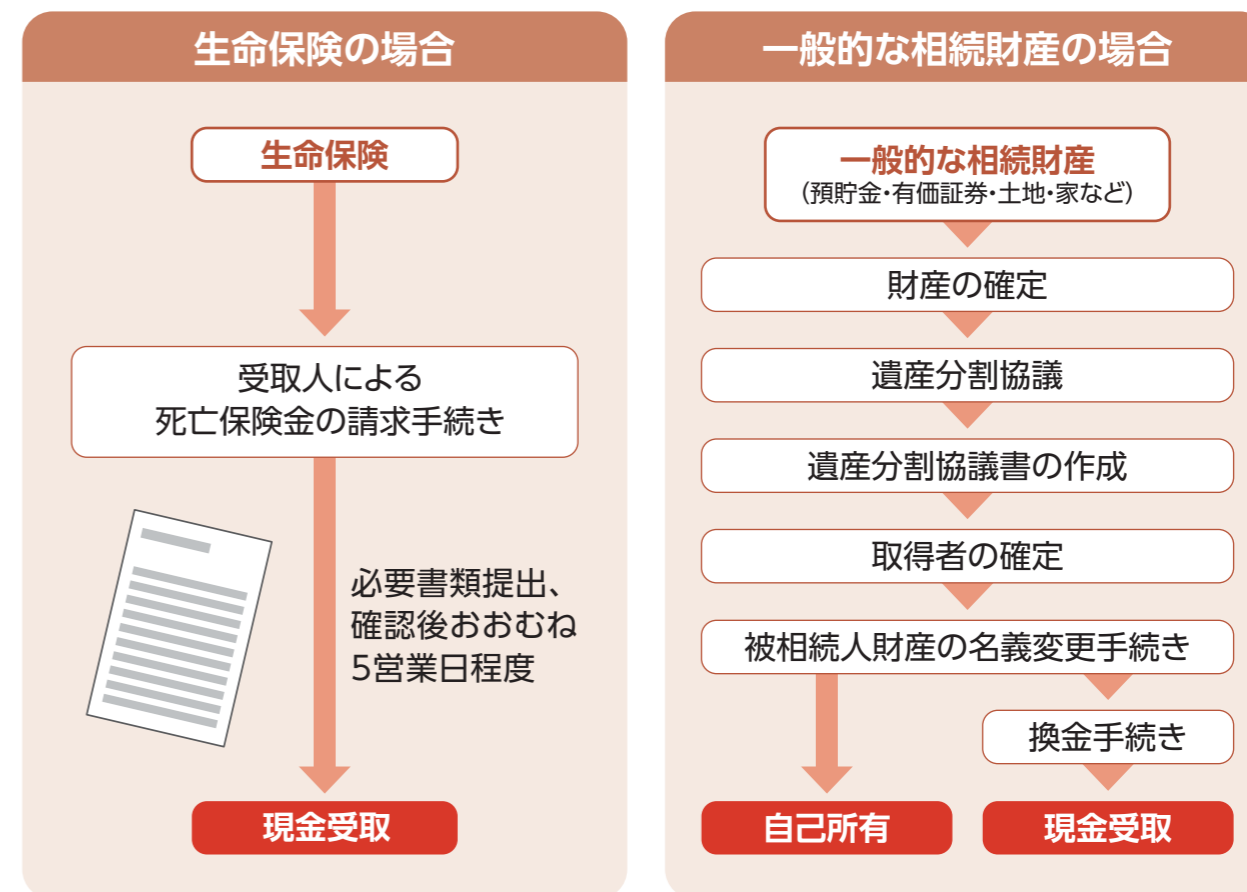 生命保険の場合
生命保険
受取人による
死亡保険金の請求手続き
必要書類提出、
確認後おおむね
5営業日程度
現金受取
一般的な相続財産の場合
一般的な相続財産
(預貯金・有価証券・土地・家など)
財産の確定
遺産分割協議
遺産分割協議書の作成
取得者の確定
被相続人財産の名義変更手続き
換金手続き
自己所有
現金受取